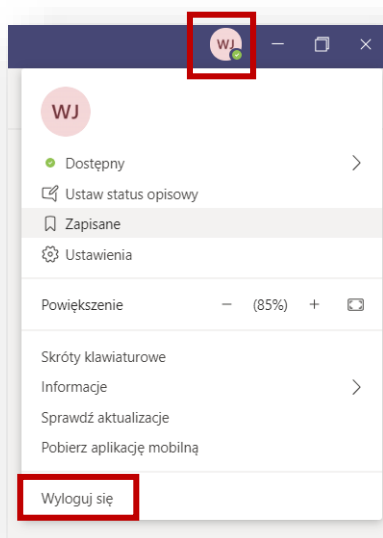 WJ
WJ
Dostępny
Ustaw status opisowy
Zapisane
Ustawienia
Powiększenie − (85%) +
Skróty klawiaturowe
Informacje
Sprawdź aktualizacje
Pobierz aplikację mobilną
Wyloguj się